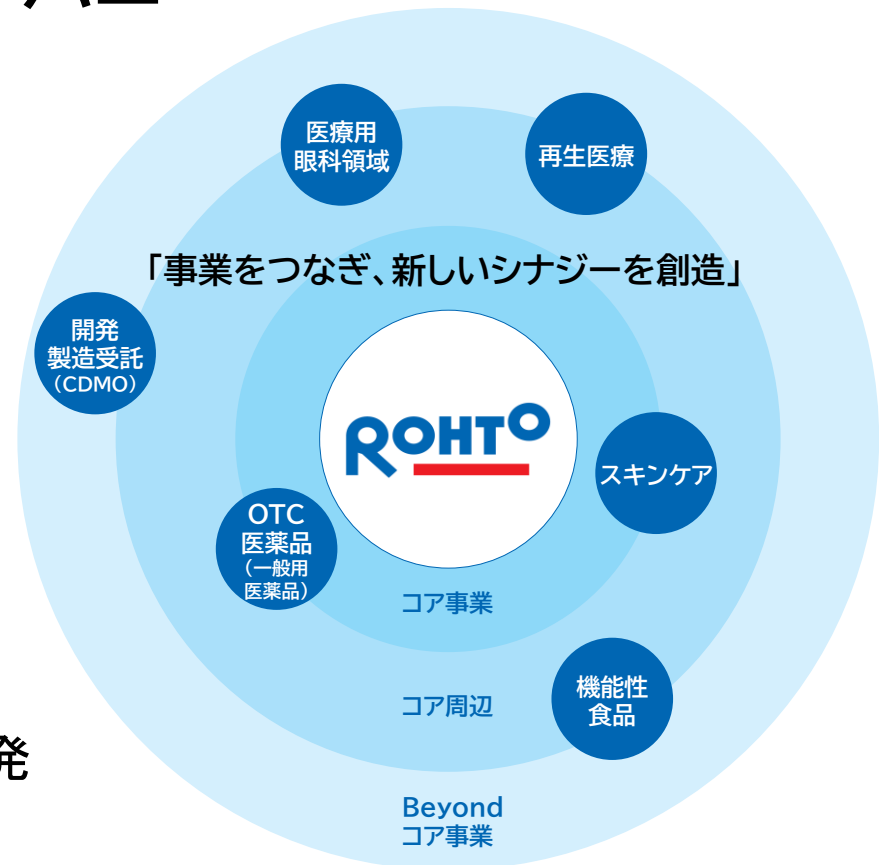 医療用
眼科領域
再生医療
「事業をつなぎ、新しいシナジーを創造」
開発
製造受託
（CDMO）
ROHTO
スキンケア
OTC
医薬品
（一般用
医薬品）
コア事業
機能性
食品
コア周辺
発
Beyond
コア事業